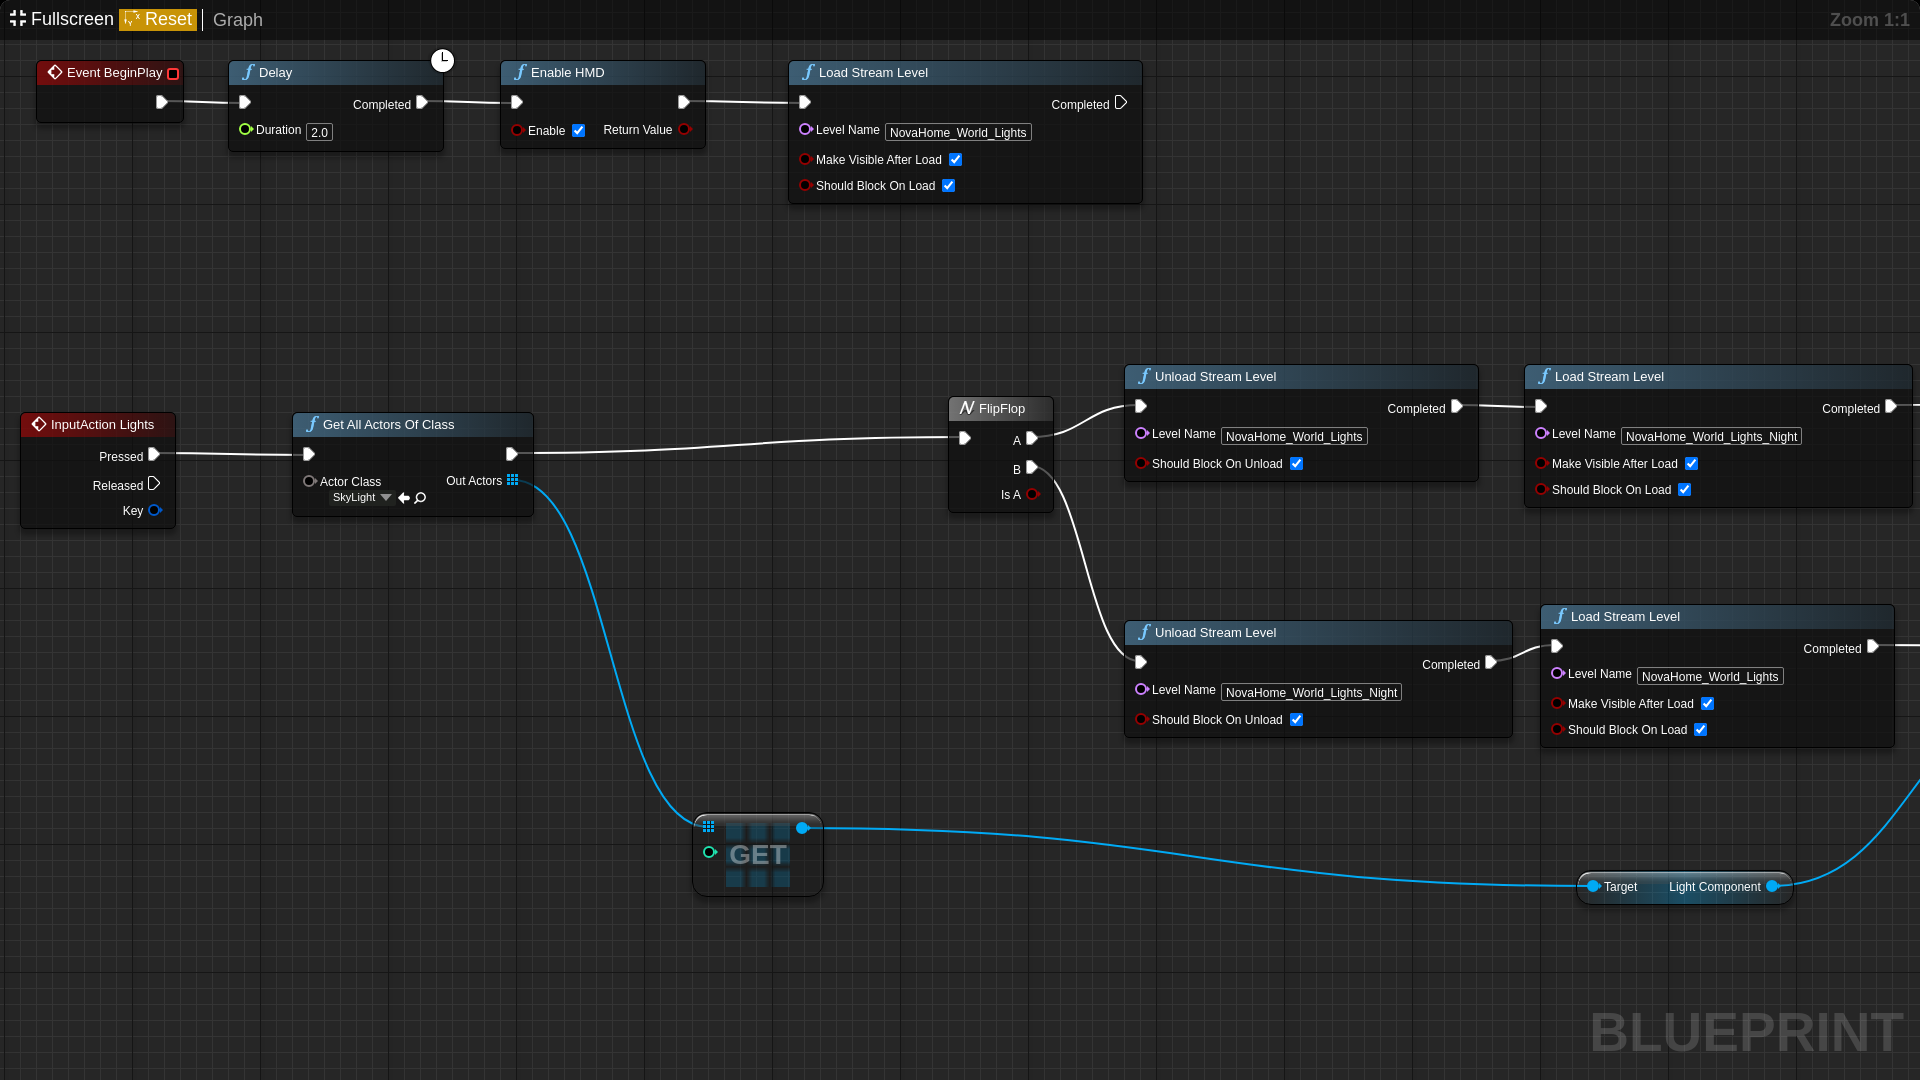 Fullscreen Reset Graph
Zoom 1:1
Event BeginPlay
Delay
Completed
Duration 2.0
Enable HMD
Enable
Return Value
Load Stream Level
Completed
Level Name NovaHome_World_Lights
Make Visible After Load
Should Block On Load
InputAction Lights
Pressed
Released
Key
Get All Actors Of Class
Actor Class
SkyLight
Out Actors
FlipFlop
A
B
Is A
Unload Stream Level
Completed
Level Name NovaHome_World_Lights
Should Block On Unload
Load Stream Level
Completed
Level Name NovaHome_World_Lights_Night
Make Visible After Load
Should Block On Load
Unload Stream Level
Completed
Level Name NovaHome_World_Lights_Night
Should Block On Unload
Load Stream Level
Completed
Level Name NovaHome_World_Lights
Make Visible After Load
Should Block On Load
GET
Target Light Component
BLUEPRINT